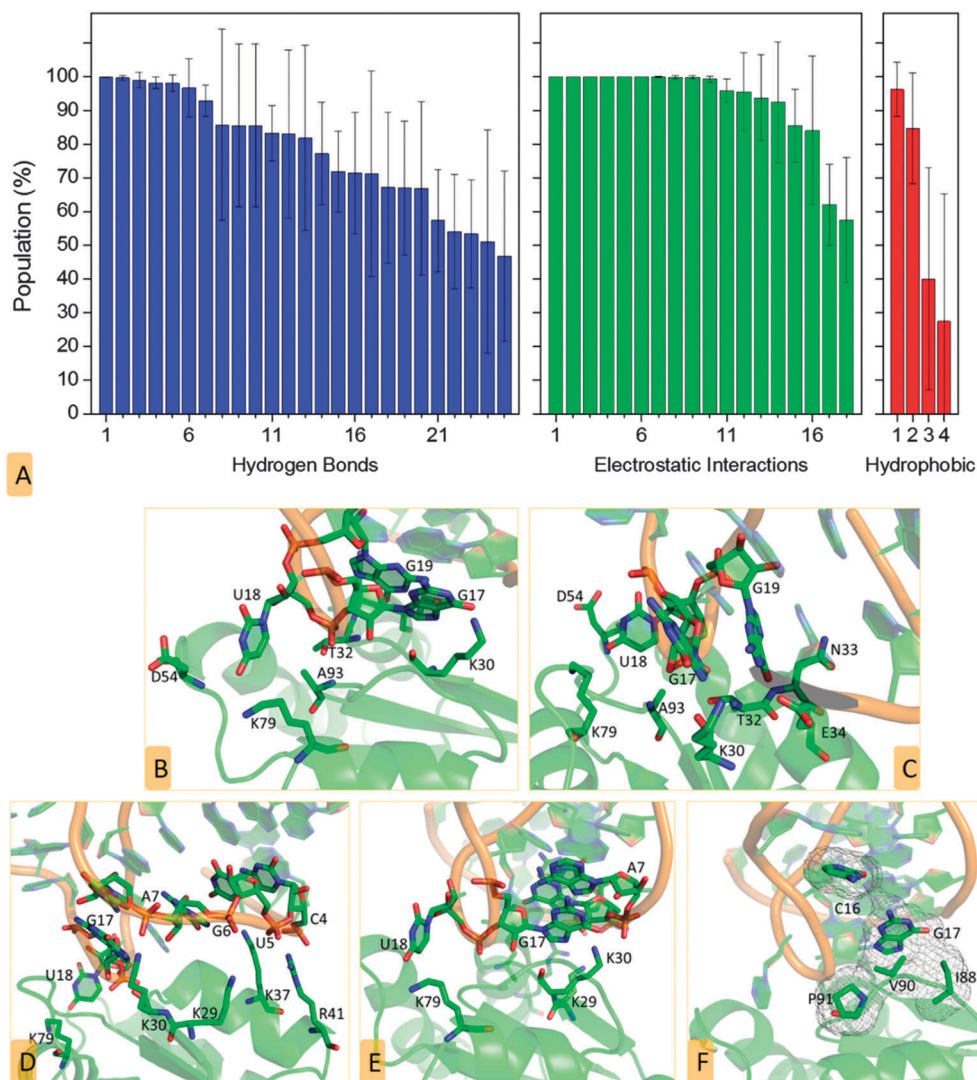 Population (%)
100
90
80
70
60
50
40
30
20
10
0
1 6 11 16 21
1 6 11 16
1 2 3 4
Hydrogen Bonds
Electrostatic Interactions
Hydrophobic
A
G19
U18
G17
T32
K30
D54
A93
K79
B
G19
D54
N33
U18
G17
A93
T32
K79
E34
K30
C
A7
C4
G17
G6
U5
U18
K37
K30
K29
R41
K79
D
A7
U18
G17
K30
K79
K29
E
C16
G17
V90
I88
P91
F